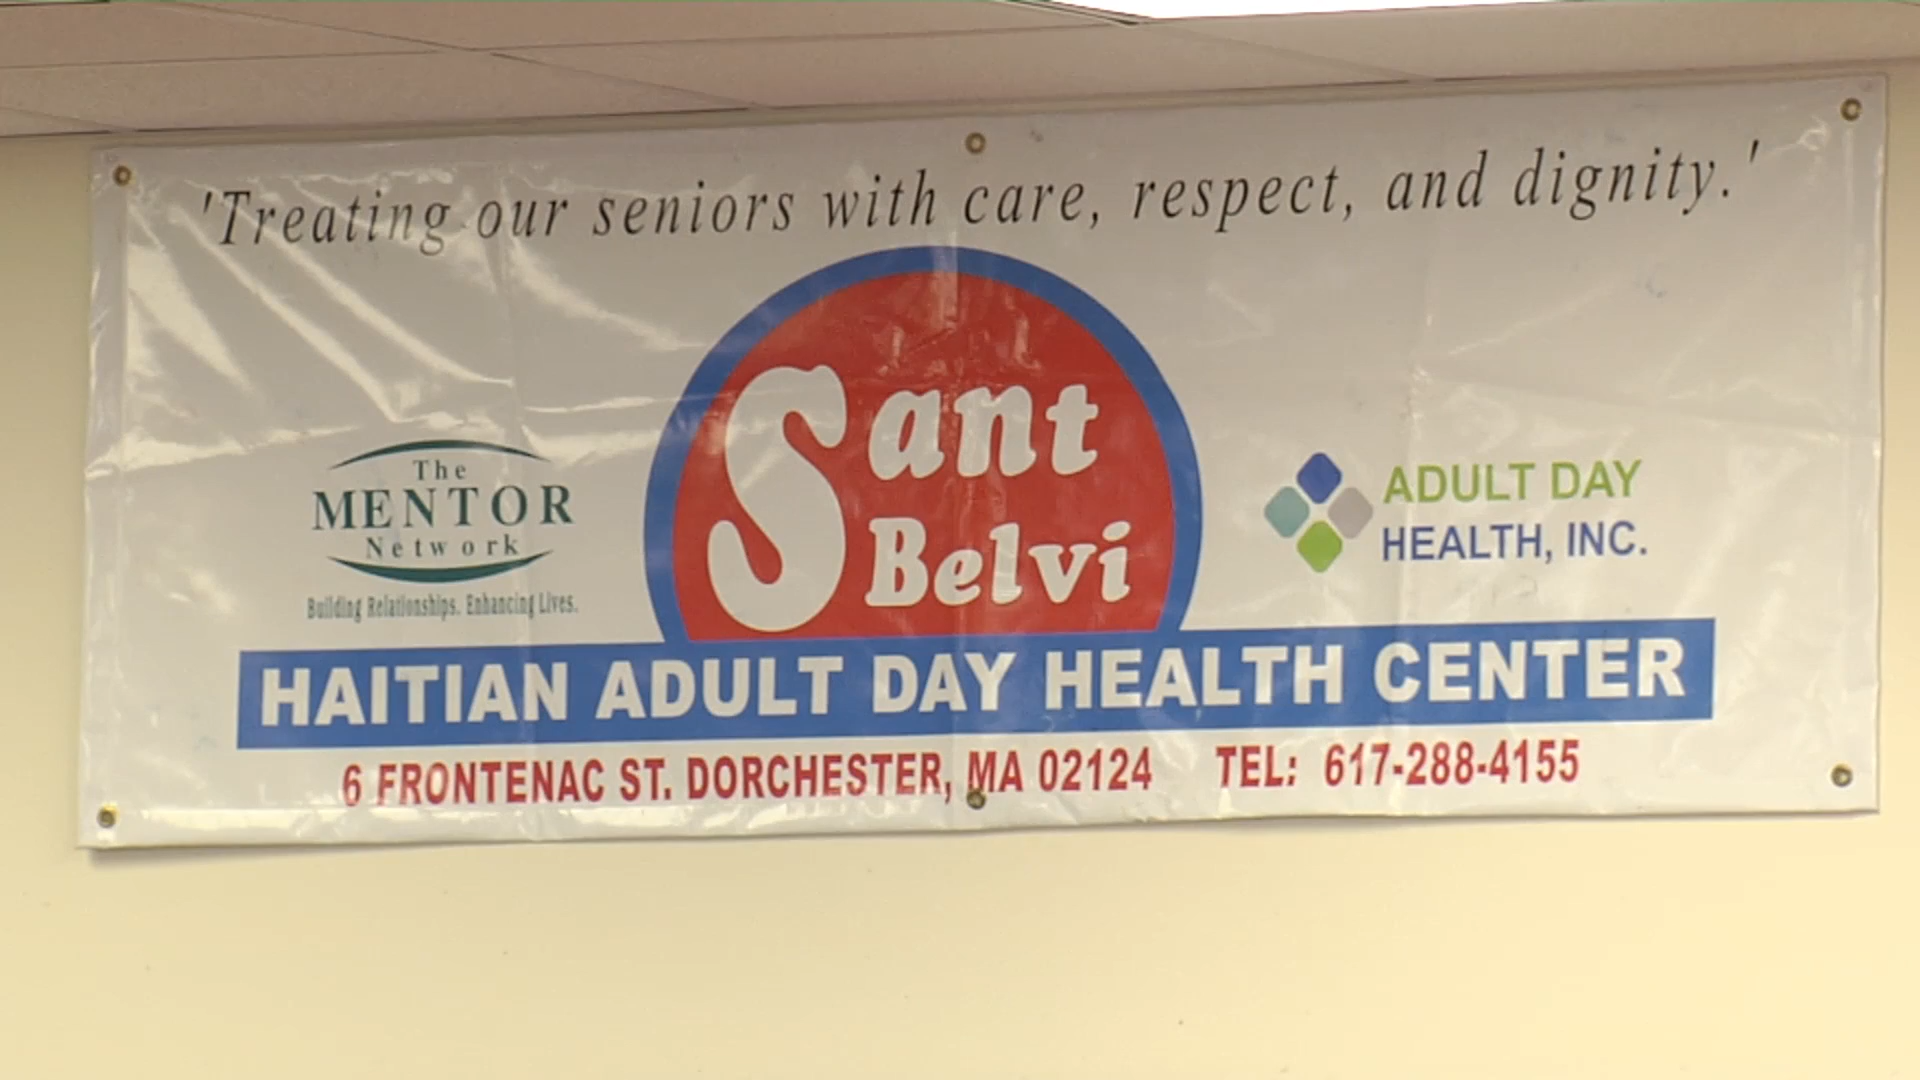 'Treating our seniors with care, respect, and dignity.'
Sant
Belvi
The
MENTOR
Network
Building Relationships. Enhancing Lives.
ADULT DAY
HEALTH, INC.
HAITIAN ADULT DAY HEALTH CENTER
6 FRONTENAC ST. DORCHESTER, MA 02124 TEL: 617-288-4155